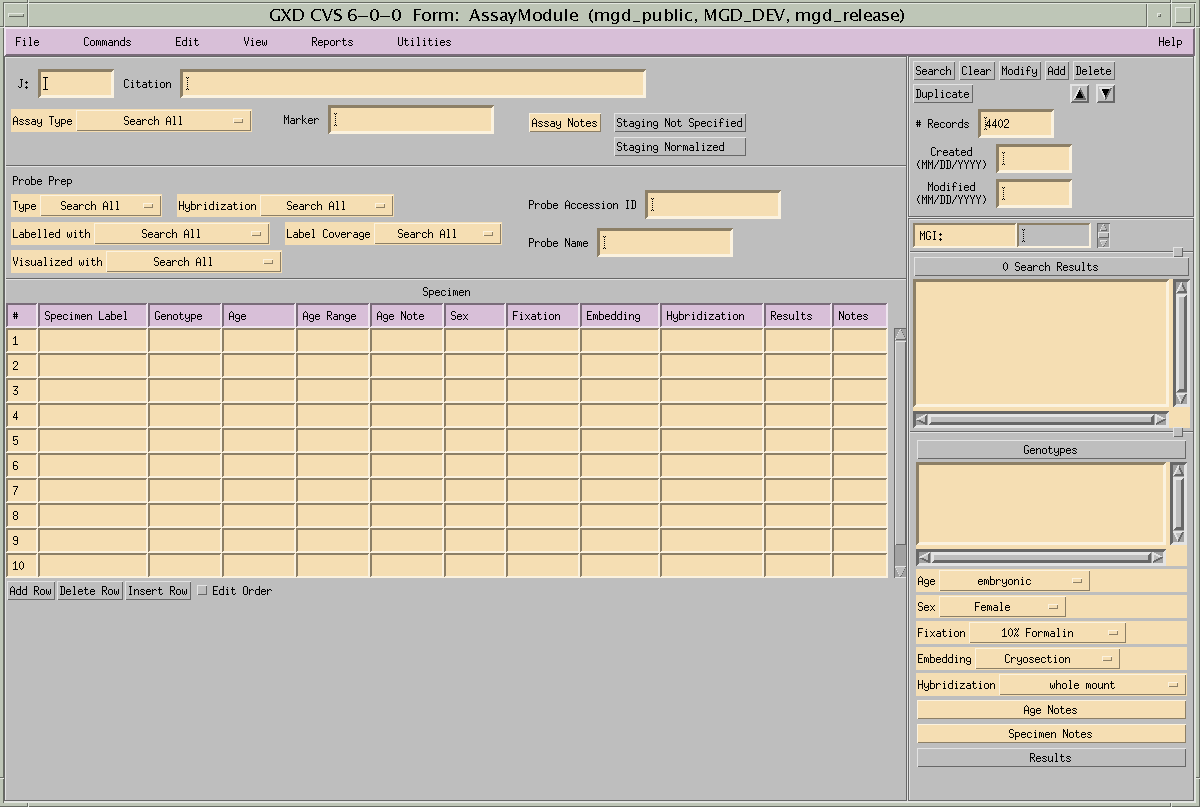 GXD CVS 6-0-0 Form: AssayModule (mgd_public, MGD_DEV, mgd_release)
File Commands Edit View Reports Utilities Help
J: Citation
Assay Type Search All Marker Assay Notes Staging Not Specified
Staging Normalized
Probe Prep
Type Search All Hybridization Search All Probe Accession ID
Labelled with Search All Label Coverage Search All Probe Name
Visualized with Search All
Specimen
# Specimen Label Genotype Age Age Range Age Note Sex Fixation Embedding Hybridization Results Notes
1
2
3
4
5
6
7
8
9
10
Add Row Delete Row Insert Row Edit Order
Search Clear Modify Add Delete
Duplicate
# Records 4402
Created
(MM/DD/YYYY)
Modified
(MM/DD/YYYY)
MGI:
0 Search Results
Genotypes
Age embryonic
Sex Female
Fixation 10% Formalin
Embedding Cryosection
Hybridization whole mount
Age Notes
Specimen Notes
Results